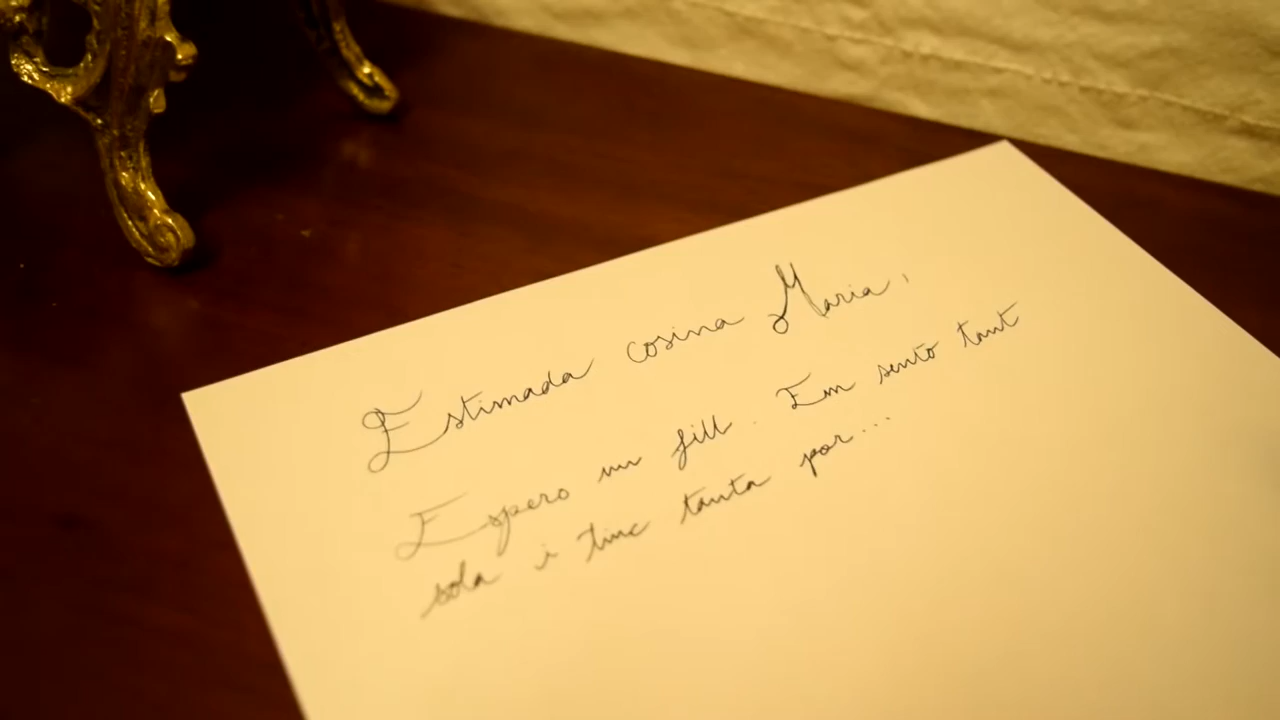 Estimada cosina Maria,
Espero un fill. Em sento tant
sola i tinc tanta por...